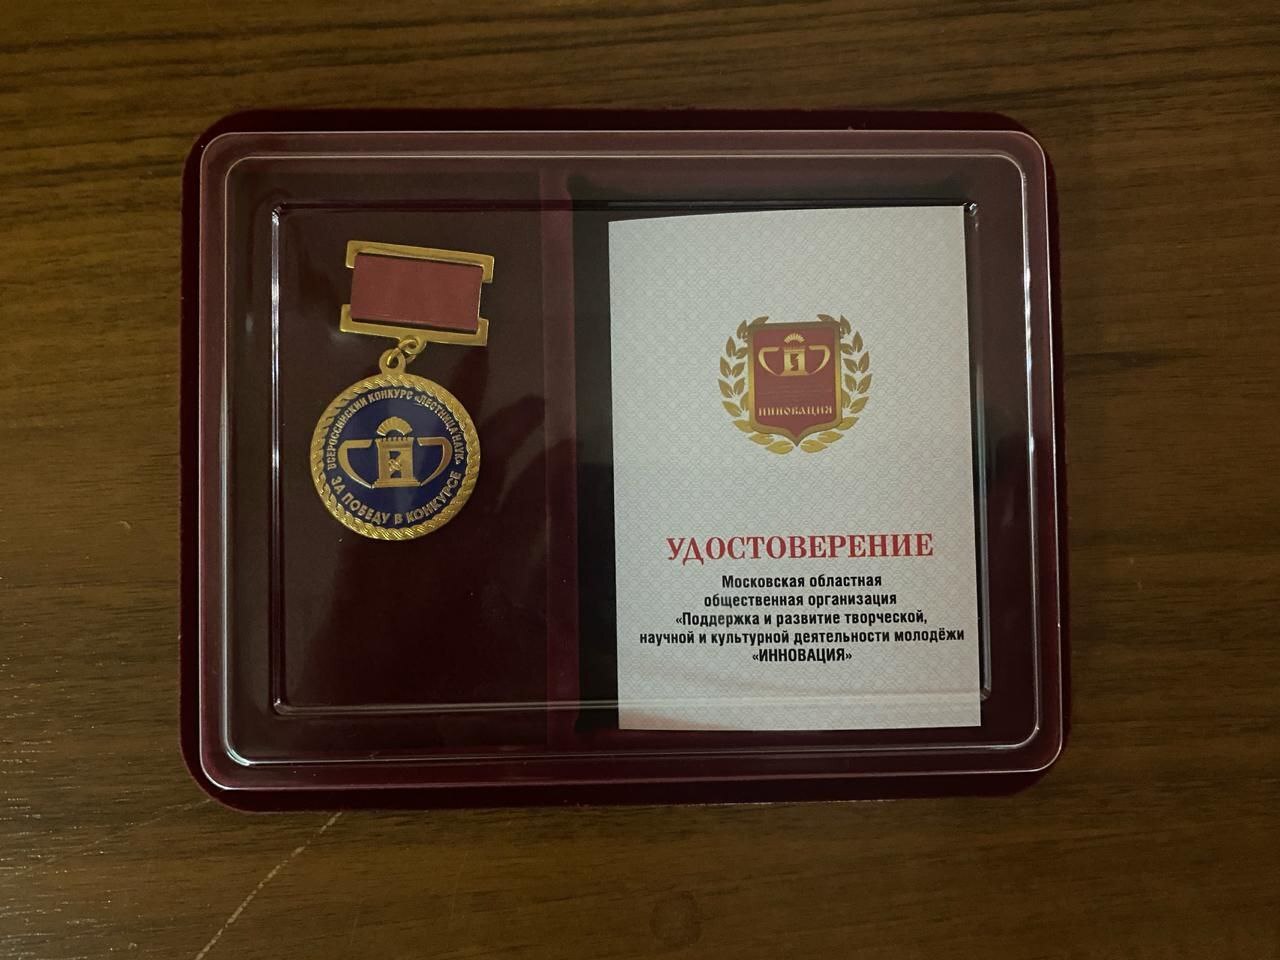 ВСЕРОССИЙСКИЙ КОНКУРС «ЛЕСТНИЦА НАУК»
ЗА ПОБЕДУ В КОНКУРСЕ
ИННОВАЦИЯ
УДОСТОВЕРЕНИЕ
Московская областная
общественная организация
«Поддержка и развитие творческой,
научной и культурной деятельности молодёжи
«ИННОВАЦИЯ»